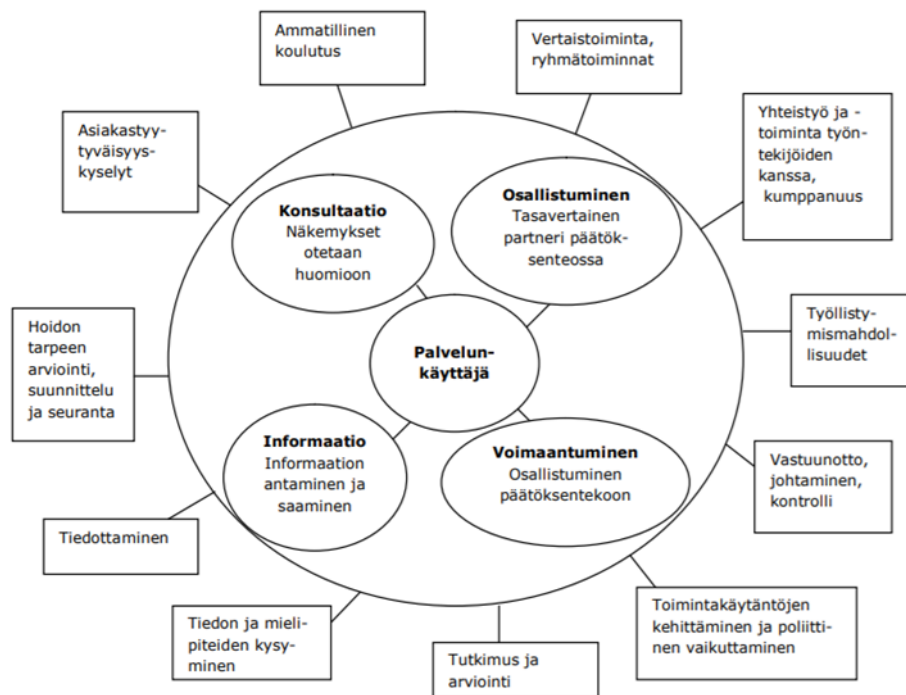 Ammatillinen
koulutus
Vertaistoiminta,
ryhmätoiminnat
Asiakastyy-
tyväisyys-
kyselyt
Yhteistyö ja -
toiminta työn-
tekijöiden
kanssa,
kumppanuus
Konsultaatio
Näkemykset
otetaan
huomioon
Osallistuminen
Tasavertainen
partneri päätök-
senteossa
Hoidon
tarpeen
arviointi,
suunnittelu
ja seuranta
Palvelun-
käyttäjä
Työllisty-
mismahdol-
lisuudet
Informaatio
Informaation
antaminen ja
saaminen
Voimaantuminen
Osallistuminen
päätöksentekoon
Vastuunotto,
johtaminen,
kontrolli
Tiedottaminen
Tiedon ja mieli-
piteiden kysy-
minen
Tutkimus ja
arviointi
Toimintakäytäntöjen
kehittäminen ja poliitti-
nen vaikuttaminen